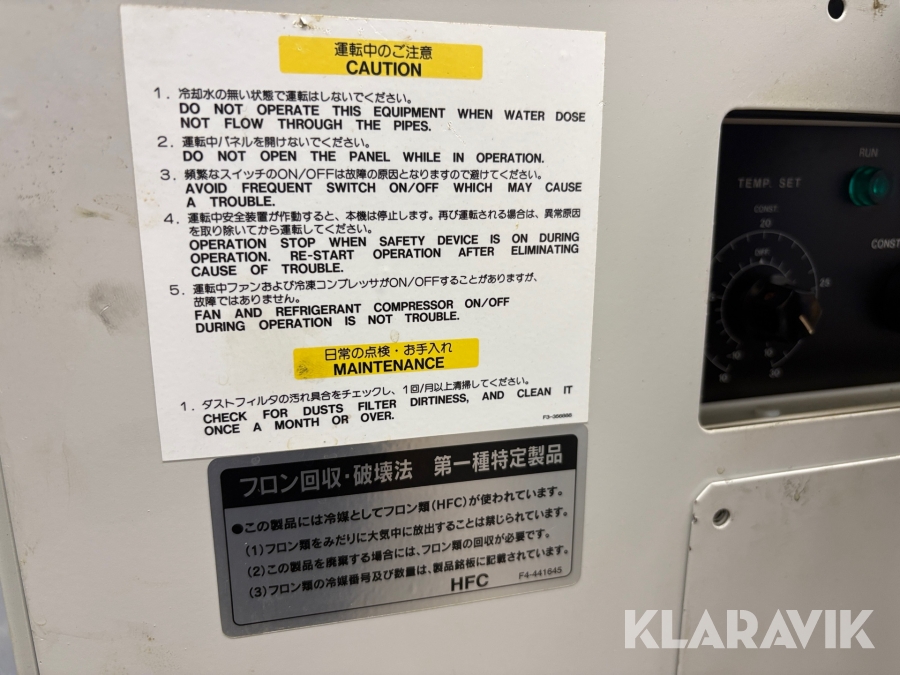 運転中のご注意
CAUTION
1. 冷却水の無い状態で運転はしないでください。
DO NOT OPERATE THIS EQUIPMENT WHEN WATER DOSE
NOT FLOW THROUGH THE PIPES.
2. 運転中パネルを開けないでください。
DO NOT OPEN THE PANEL WHILE IN OPERATION.
3. 頻繁なスイッチのON/OFFは故障の原因となりますので避けてください。
AVOID FREQUENT SWITCH ON/OFF WHICH MAY CAUSE
A TROUBLE.
4. 運転中安全装置が作動すると、本機は停止します。再び運転される場合は、異常原因
を取り除いてから運転してください。
OPERATION STOP WHEN SAFETY DEVICE IS ON DURING
OPERATION. RE-START OPERATION AFTER ELIMINATING
CAUSE OF TROUBLE.
5. 運転中ファンおよび冷凍コンプレッサがON/OFFすることがありますが、
故障ではありません。
FAN AND REFRIGERANT COMPRESSOR ON/OFF
DURING OPERATION IS NOT TROUBLE.
日常の点検・お手入れ
MAINTENANCE
1. ダストフィルタの汚れ具合をチェックし、1回/月以上清掃してください。
CHECK FOR DUSTS FILTER DIRTINESS, AND CLEAN IT
ONCE A MONTH OR OVER.
フロン回収・破壊法 第一種特定製品
●この製品には冷媒としてフロン類(HFC)が使われています。
(1)フロン類をみだりに大気中に放出することは禁じられています。
(2)この製品を廃棄する場合には、フロン類の回収が必要です。
(3)フロン類の冷媒番号及び数量は、製品銘板に記載されています。
HFC F4-441645
RUN
TEMP. SET
CONST.
20
OFF
25
CONST
10
10
30
30
KLARAVIK